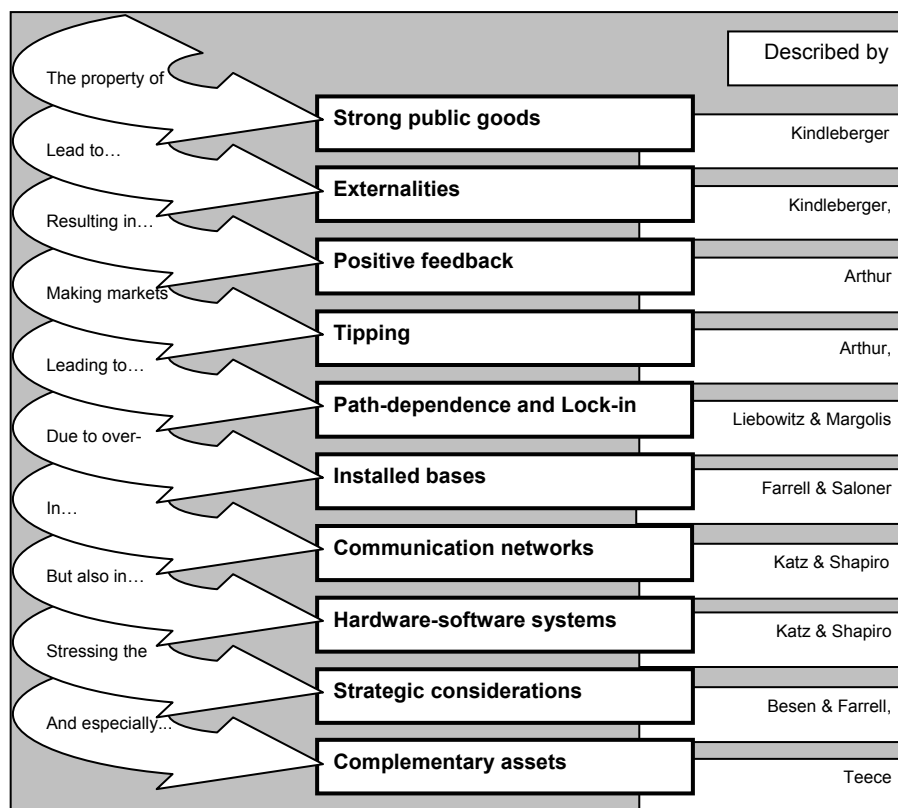 Described by
The property of
Strong public goods
Kindleberger
Lead to…
Externalities
Kindleberger,
Resulting in…
Positive feedback
Arthur
Making markets
Tipping
Arthur,
Leading to…
Path-dependence and Lock-in
Liebowitz & Margolis
Due to over-
Installed bases
Farrell & Saloner
In…
Communication networks
Katz & Shapiro
But also in…
Hardware-software systems
Katz & Shapiro
Stressing the
Strategic considerations
Besen & Farrell,
And especially...
Complementary assets
Teece